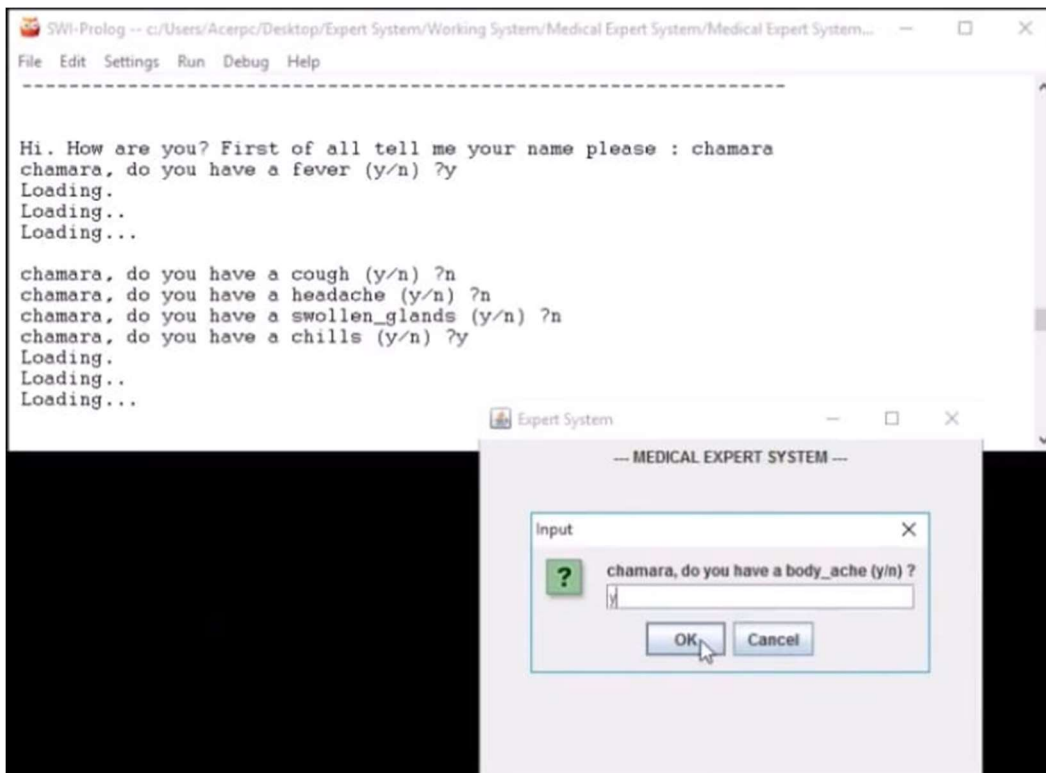 SWI-Prolog -- c:/Users/Acerpc/Desktop/Expert System/Working System/Medical Expert System/Medical Expert System...
File Edit Settings Run Debug Help
-----------------------------------------------------------------
Hi. How are you? First of all tell me your name please : chamara
chamara, do you have a fever (y/n) ?y
Loading.
Loading..
Loading...
chamara, do you have a cough (y/n) ?n
chamara, do you have a headache (y/n) ?n
chamara, do you have a swollen_glands (y/n) ?n
chamara, do you have a chills (y/n) ?y
Loading.
Loading..
Loading...
Expert System
--- MEDICAL EXPERT SYSTEM ---
Input
? chamara, do you have a body_ache (y/n) ?
y
OK Cancel